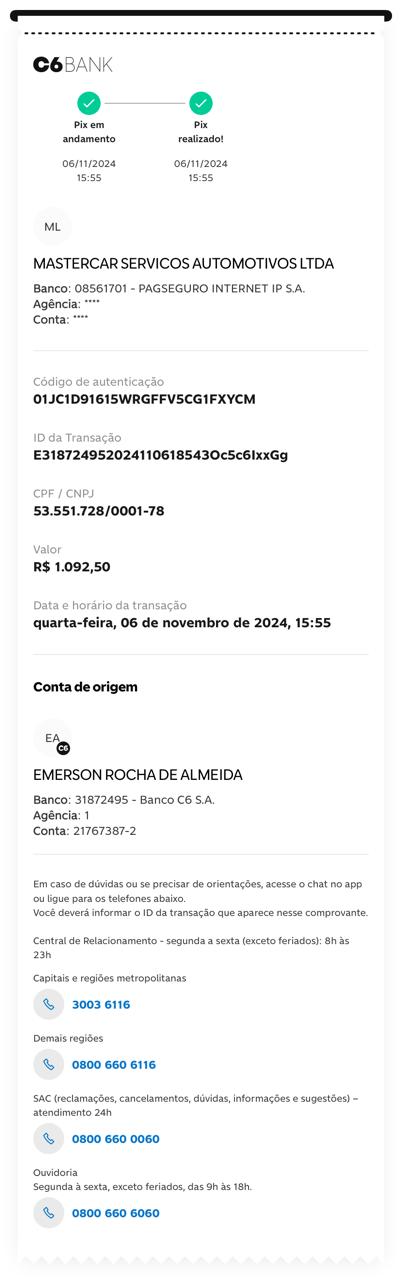 C6BANK
Pix em
andamento
Pix
realizado!
06/11/2024
15:55
06/11/2024
15:55
ML
MASTERCAR SERVICOS AUTOMOTIVOS LTDA
Banco: 08561701 - PAGSEGURO INTERNET IP S.A.
Agência: ****
Conta: ****
Código de autenticação
01JC1D91615WRGFFV5CG1FXYCM
ID da Transação
E318724952024110618543Oc5c6IxxGg
CPF / CNPJ
53.551.728/0001-78
Valor
R$ 1.092,50
Data e horário da transação
quarta-feira, 06 de novembro de 2024, 15:55
Conta de origem
EA
C6
EMERSON ROCHA DE ALMEIDA
Banco: 31872495 - Banco C6 S.A.
Agência: 1
Conta: 21767387-2
Em caso de dúvidas ou se precisar de orientações, acesse o chat no app
ou ligue para os telefones abaixo.
Você deverá informar o ID da transação que aparece nesse comprovante.
Central de Relacionamento - segunda a sexta (exceto feriados): 8h às
23h
Capitais e regiões metropolitanas
3003 6116
Demais regiões
0800 660 6116
SAC (reclamações, cancelamentos, dúvidas, informações e sugestões) –
atendimento 24h
0800 660 0060
Ouvidoria
Segunda à sexta, exceto feriados, das 9h às 18h.
0800 660 6060